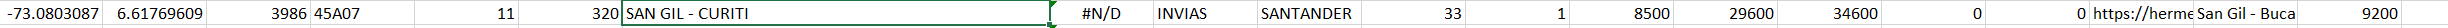 -73.0803087 6.61769609 3986 45A07 11 320 SAN GIL - CURITI #N/D INVIAS SANTANDER 33 1 8500 29600 34600 0 0 https://herme San Gil - Buca 9200